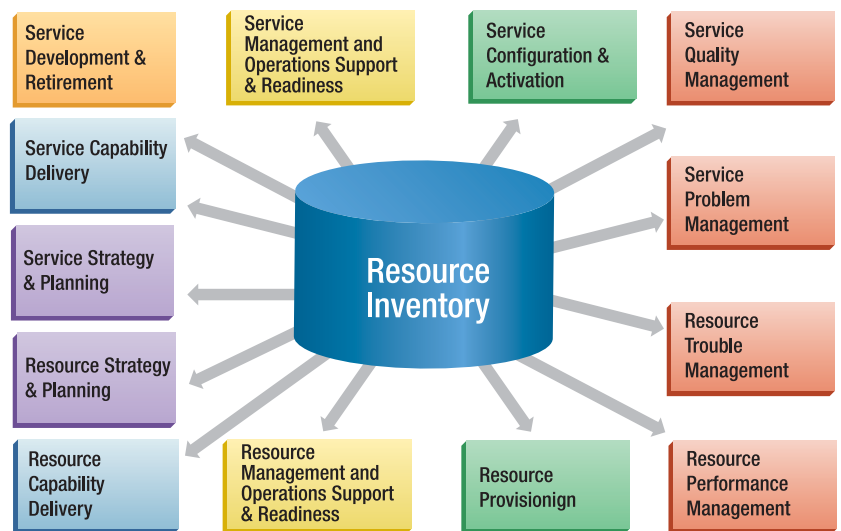 Service
Development &
Retirement
Service
Management and
Operations Support
& Readiness
Service
Configuration &
Activation
Service
Quality
Management
Service Capability
Delivery
Service
Problem
Management
Service Strategy
& Planning
Resource
Inventory
Resource
Trouble
Management
Resource Strategy
& Planning
Resource
Capability
Delivery
Resource
Management and
Operations Support
& Readiness
Resource
Provisionign
Resource
Performance
Management